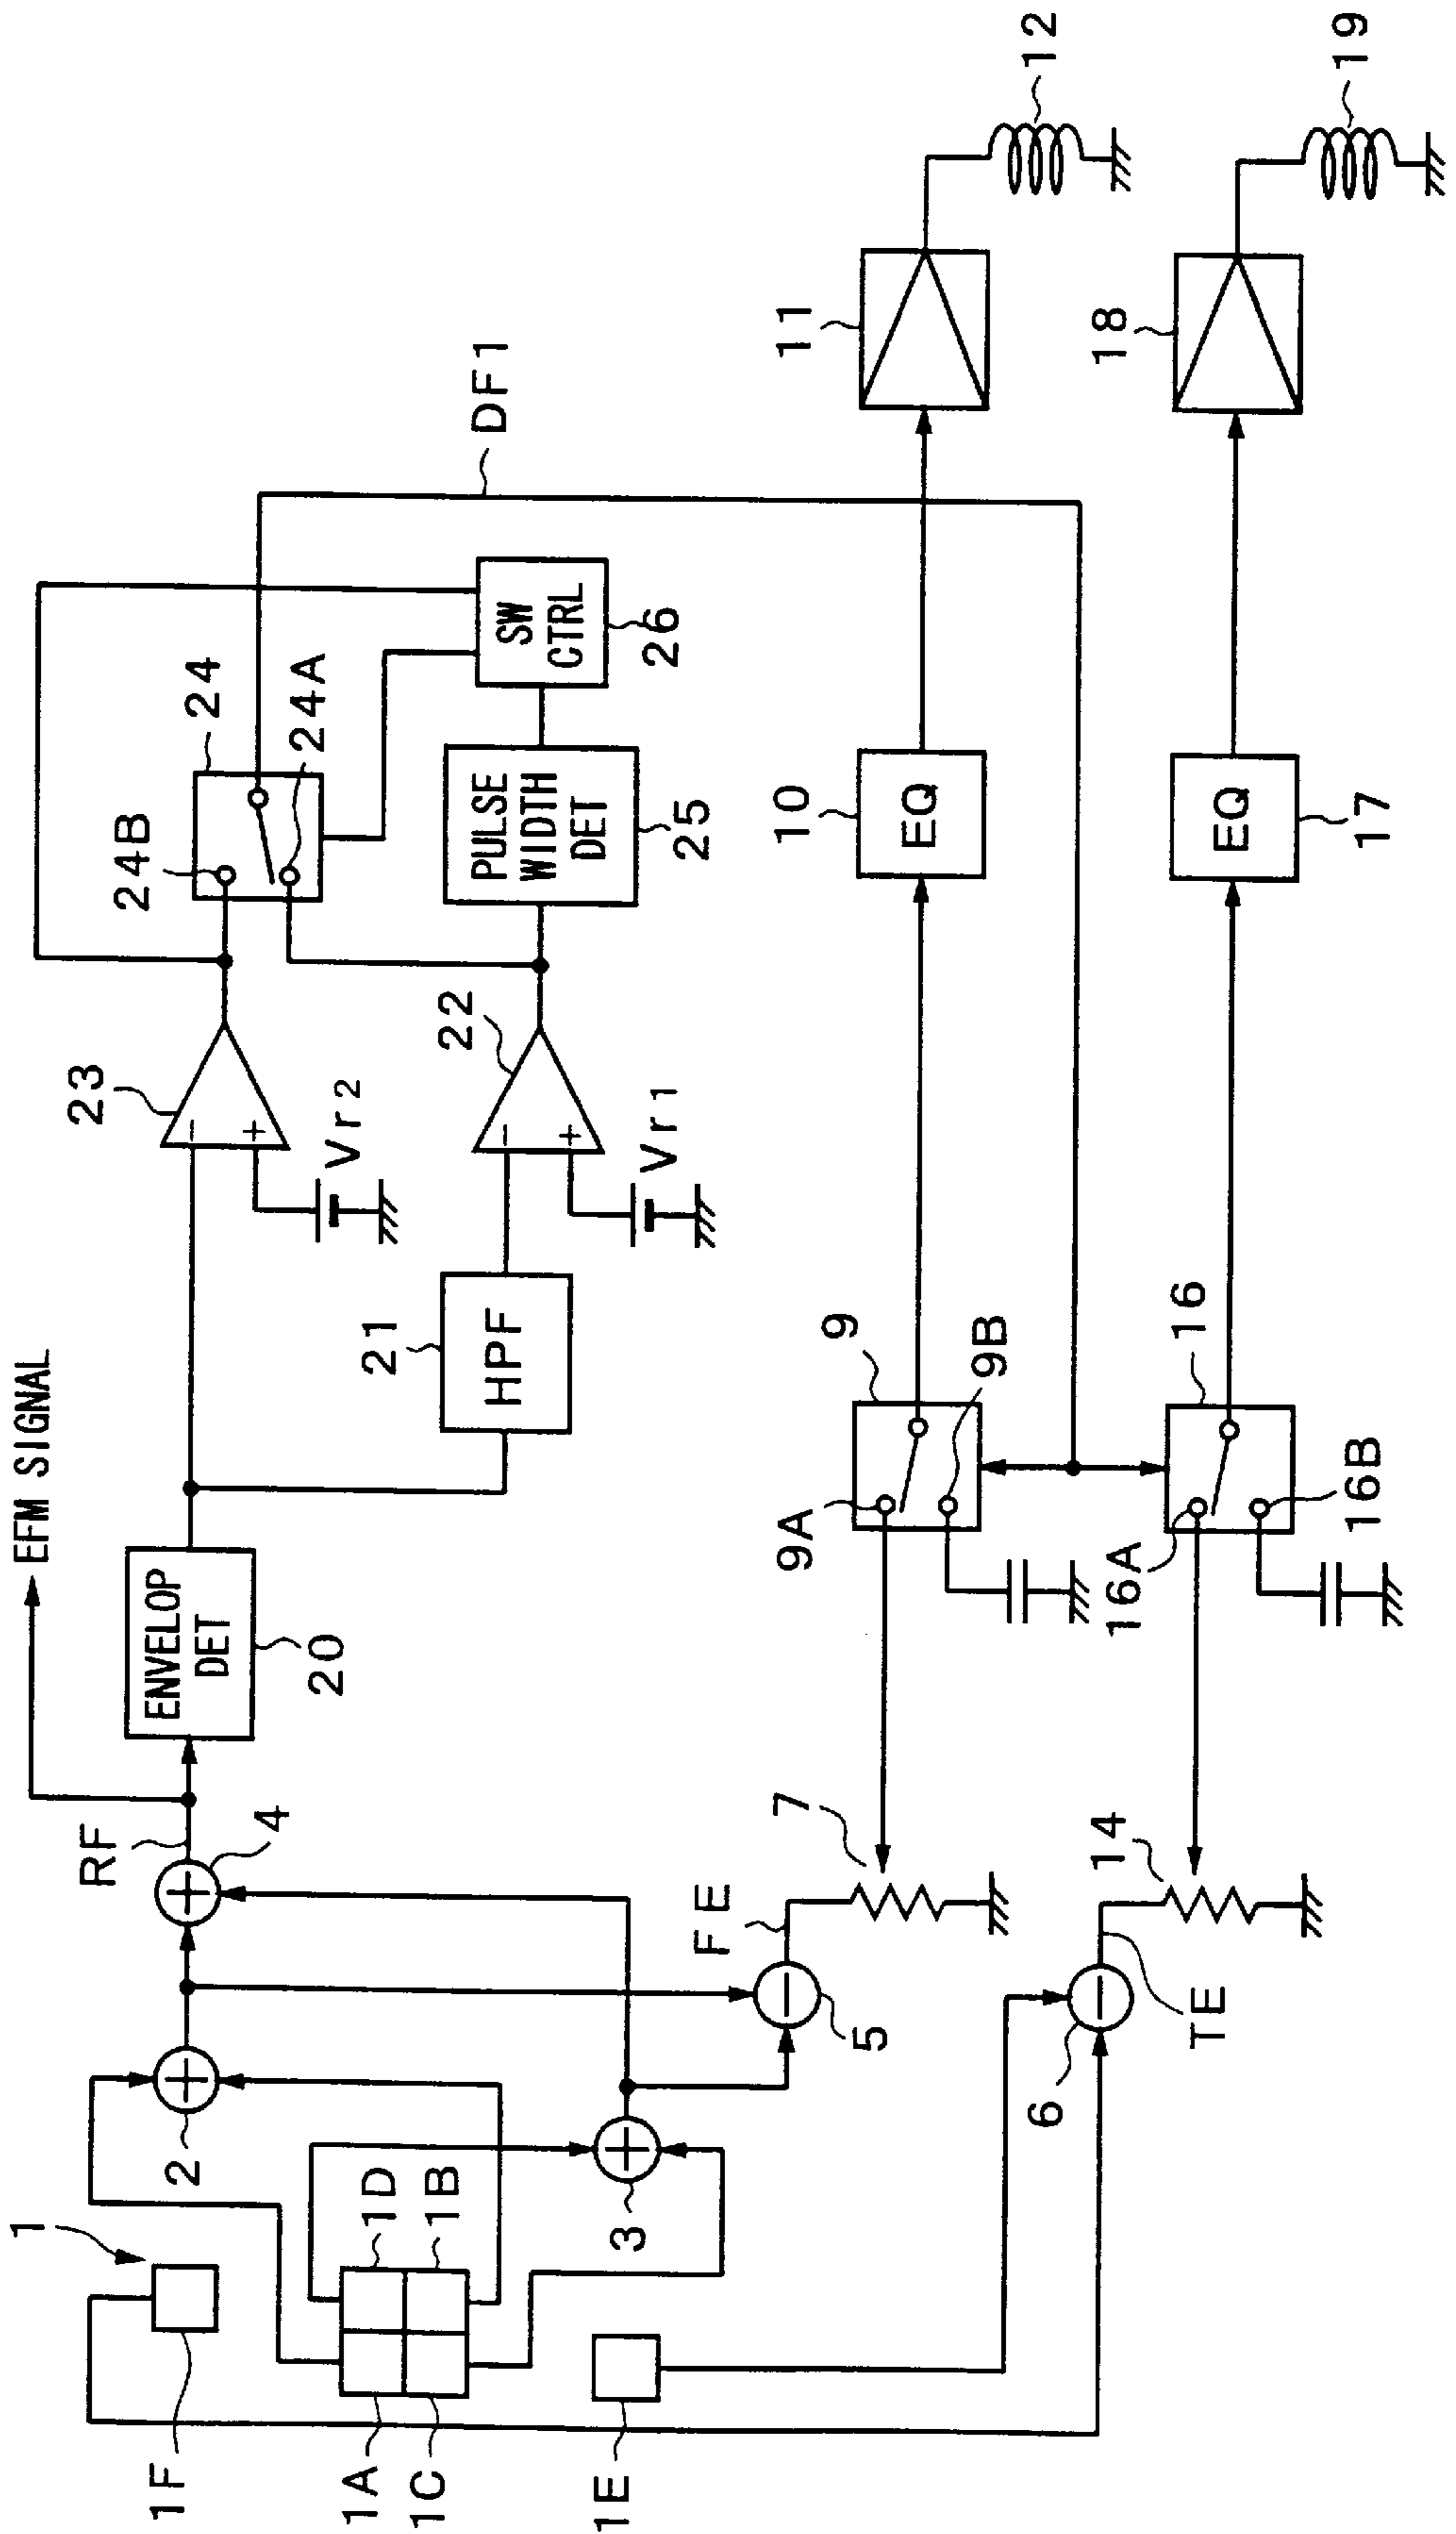 EFM SIGNAL
1
1F
2
RF
4
ENVELOP
DET
20
23
Vr2
24B
24
24A
DF1
1D
1B
1A
1C
3
21
HPF
22
Vr1
PULSE
WIDTH
DET
25
SW
CTRL
26
1E
FE
5
7
9A
9
9B
10
EQ
11
12
6
TE
14
16A
16
16B
EQ
17
18
19